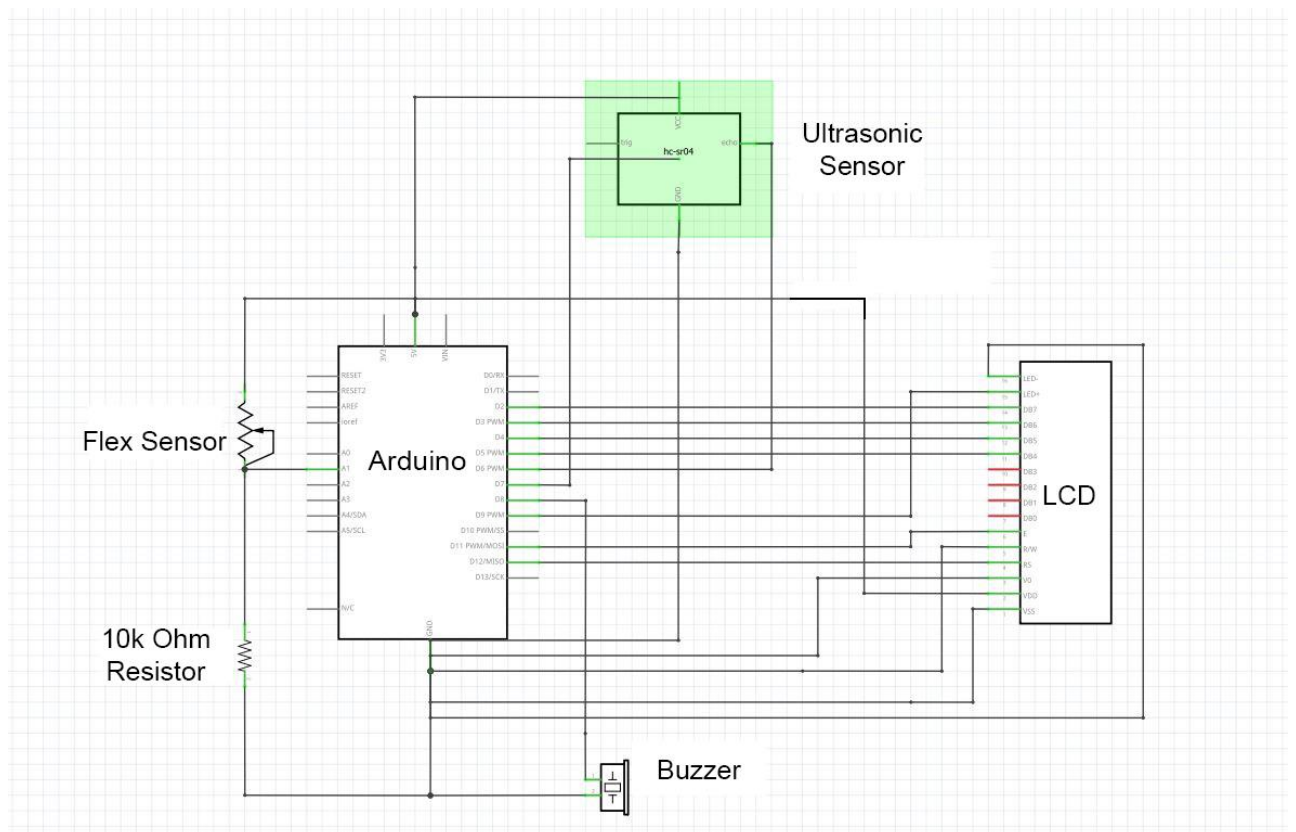 Ultrasonic
Sensor
VCC
trig
echo
hc-sr04
GND
3V3
5V
VIN
RESET
RESET2
AREF
ioref
A0
A1
A2
A3
A4/SDA
A5/SCL
N/C
D0/RX
D1/TX
D2
D3 PWM
D4
D5 PWM
D6 PWM
D7
D8
D9 PWM
D10 PWM/SS
D11 PWM/MOSI
D12/MISO
D13/SCK
GND
Arduino
Flex Sensor
10k Ohm
Resistor
LED-
LED+
DB7
DB6
DB5
DB4
DB3
DB2
DB1
DB0
E
R/W
RS
V0
VDD
VSS
LCD
Buzzer